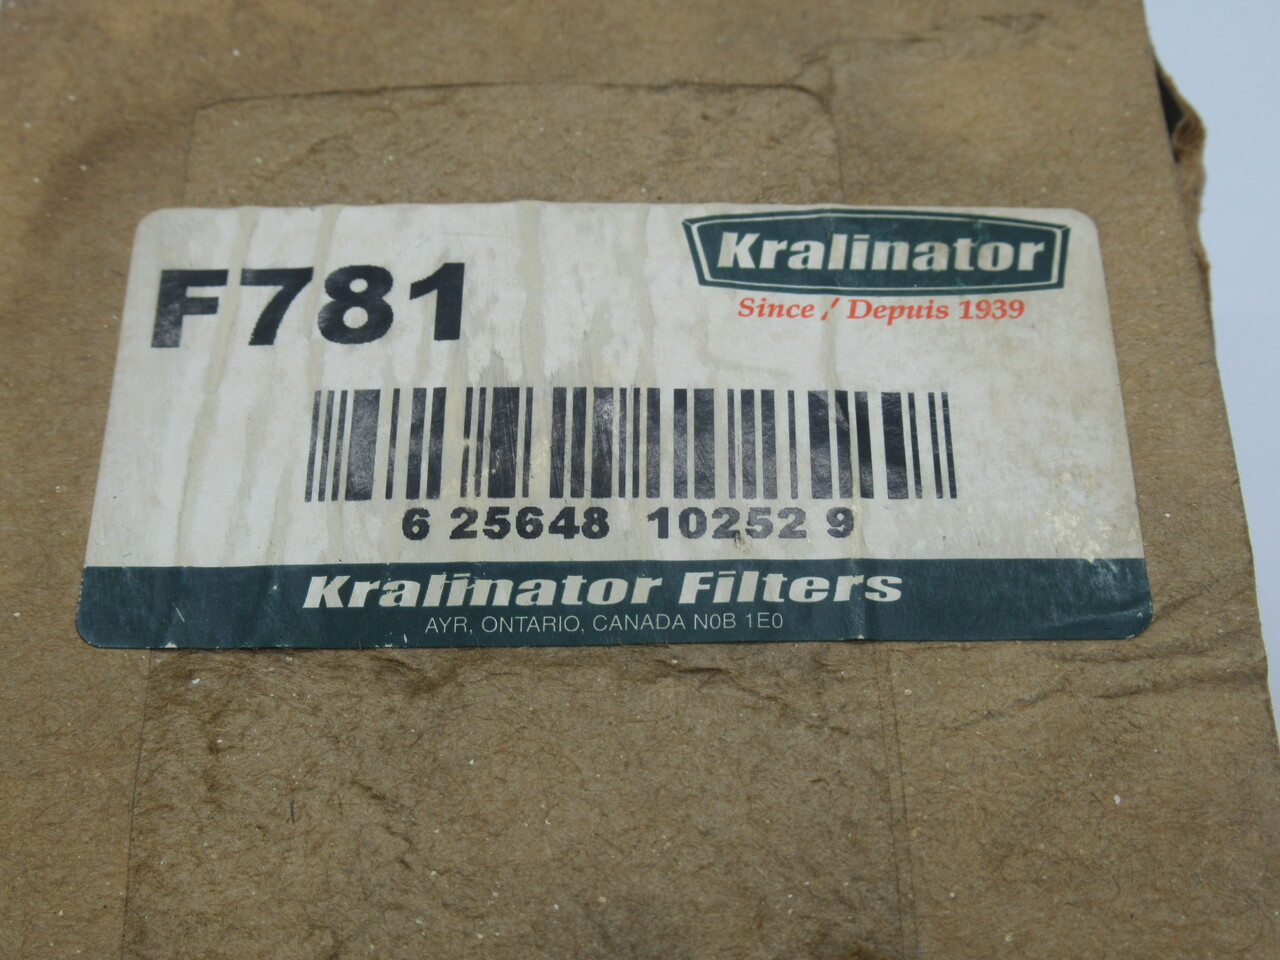 F781
Kralinator
Since / Depuis 1939
6 25648 10252 9
Kralinator Filters
AYR, ONTARIO, CANADA N0B 1E0